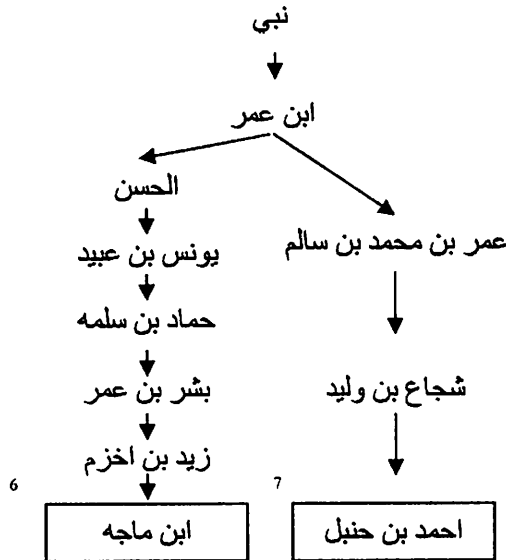 نبي
ابن عمر
الحسن
عمر بن محمد بن سالم
يونس بن عبيد
حماد بن سلمه
بشر بن عمر
شجاع بن وليد
زيد بن اخزم
6
7
ابن ماجه
احمد بن حنبل